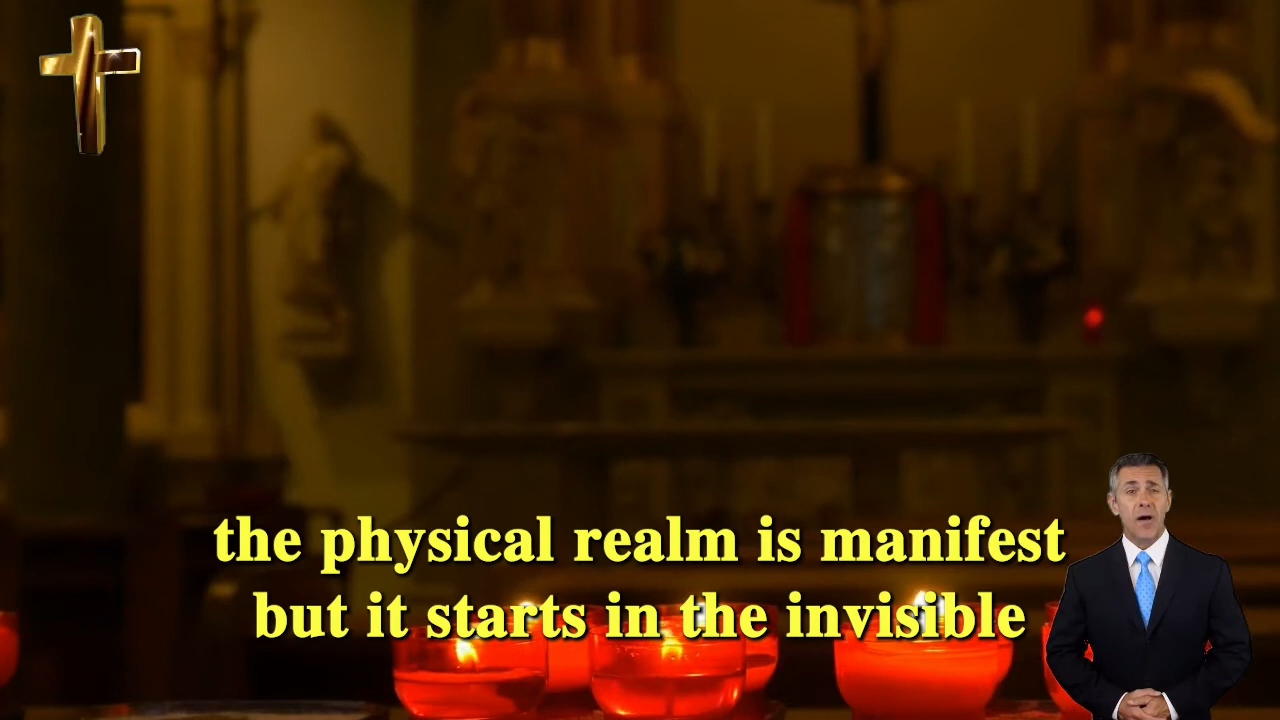 the physical realm is manifest
but it starts in the invisible